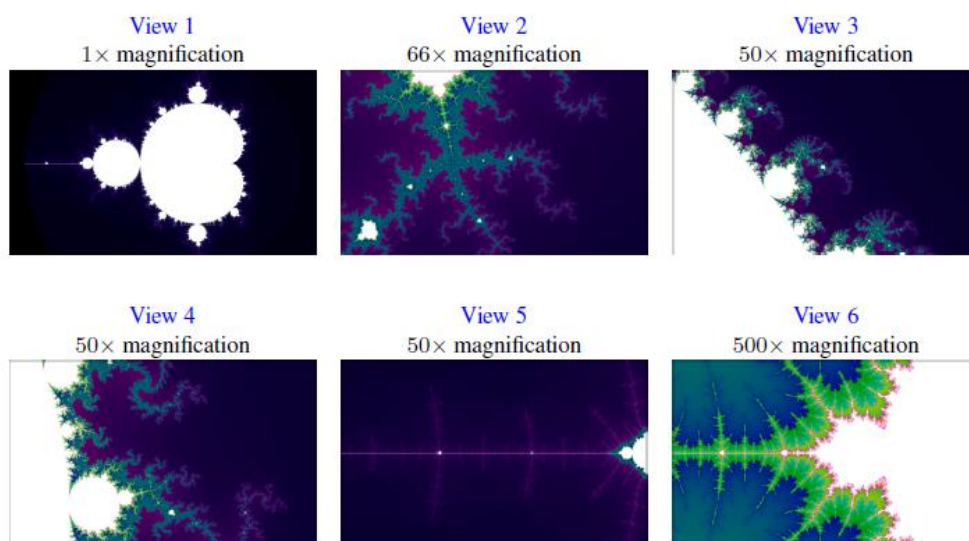 View 1
1× magnification
View 2
66× magnification
View 3
50× magnification
View 4
50× magnification
View 5
50× magnification
View 6
500× magnification